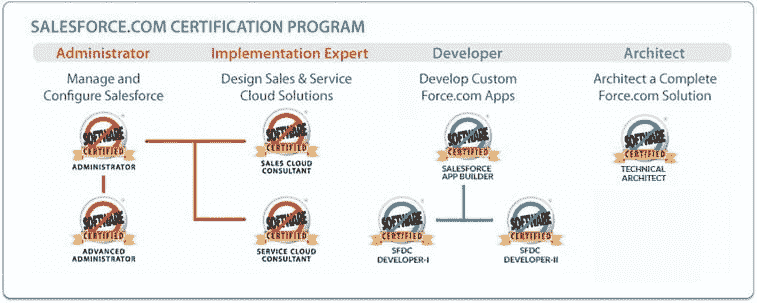 SALESFORCE.COM CERTIFICATION PROGRAM
Administrator
Implementation Expert
Developer
Architect
Manage and
Configure Salesforce
Design Sales & Service
Cloud Solutions
Develop Custom
Force.com Apps
Architect a Complete
Force.com Solution
SOFTWARE
CERTIFIED
ADMINISTRATOR
SOFTWARE
CERTIFIED
SALES CLOUD
CONSULTANT
SOFTWARE
CERTIFIED
SALESFORCE
APP BUILDER
SOFTWARE
CERTIFIED
TECHNICAL
ARCHITECT
SOFTWARE
CERTIFIED
ADVANCED
ADMINISTRATOR
SOFTWARE
CERTIFIED
SERVICE CLOUD
CONSULTANT
SOFTWARE
CERTIFIED
SFDC
DEVELOPER-I
SOFTWARE
CERTIFIED
SFDC
DEVELOPER-II